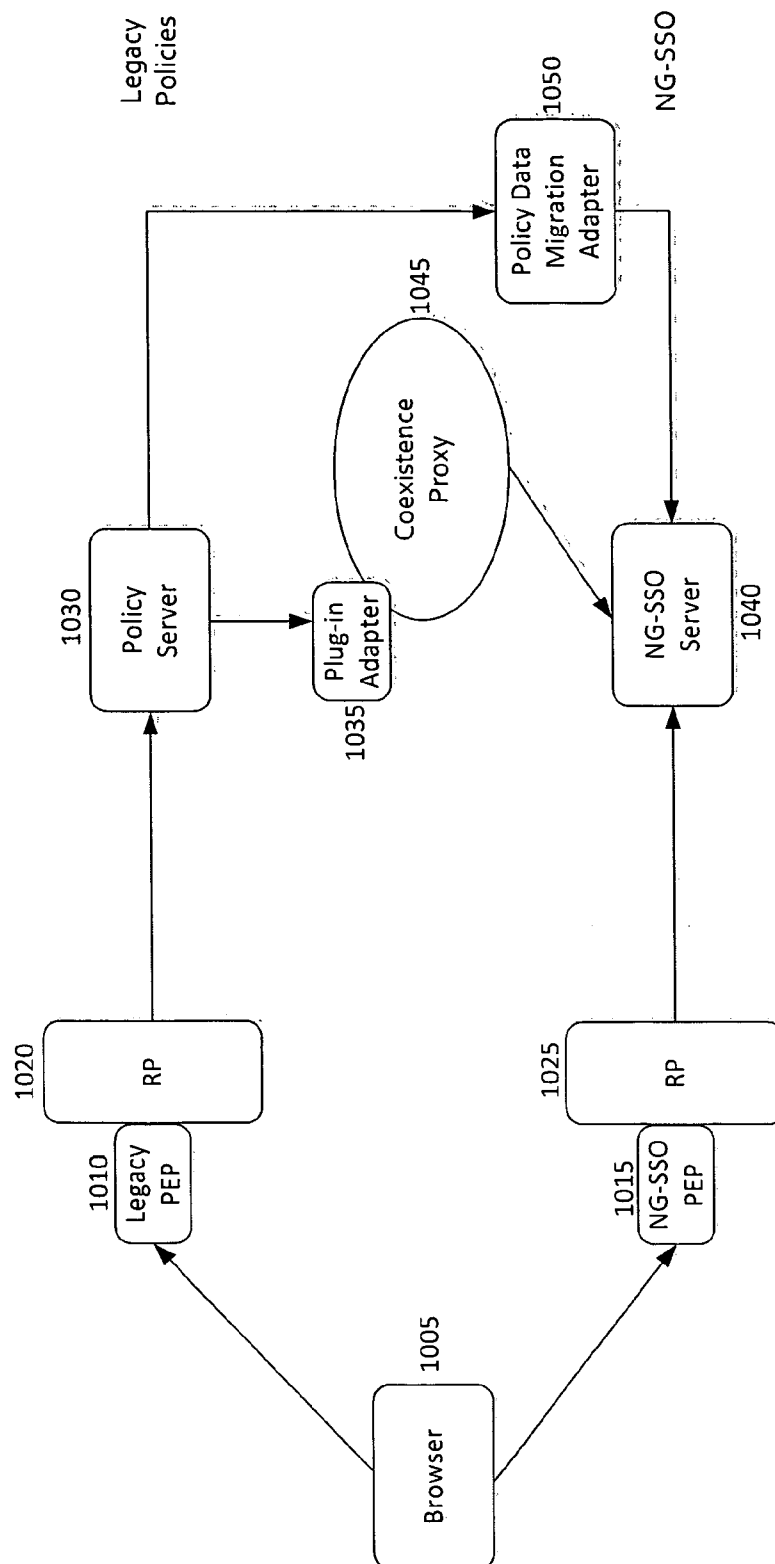 Browser
1005
1010
Legacy
PEP
1020
RP
1015
NG-SSO
PEP
1025
RP
1030
Policy
Server
1035
Plug-in
Adapter
Coexistence
Proxy
1045
NG-SSO
Server
1040
Policy Data
Migration
Adapter
1050
Legacy
Policies
NG-SSO